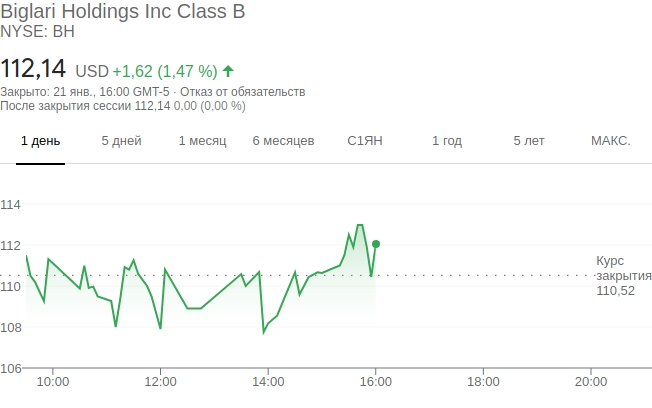 Biglari Holdings Inc Class B
NYSE: BH
112,14 USD +1,62 (1,47 %)
Закрыто: 21 янв., 16:00 GMT-5 · Отказ от обязательств
После закрытия сессии 112,14 0,00 (0,00 %)
1 день 5 дней 1 месяц 6 месяцев С1ЯН 1 год 5 лет МАКС.
114
112
110
108
106
Курс
закрытия
110,52
10:00 12:00 14:00 16:00 18:00 20:00